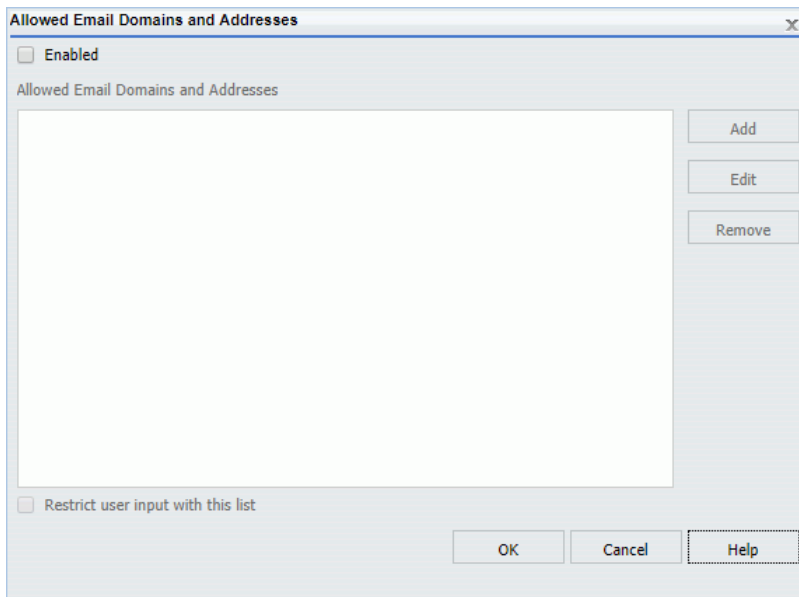 Allowed Email Domains and Addresses
Enabled
Allowed Email Domains and Addresses
Add
Edit
Remove
Restrict user input with this list
OK Cancel Help